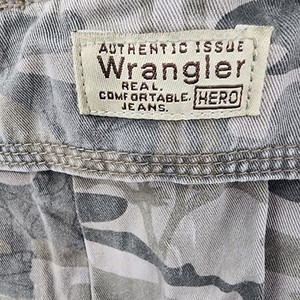 AUTHENTIC ISSUE
Wrangler
REAL.
COMFORTABLE. HERO
JEANS.